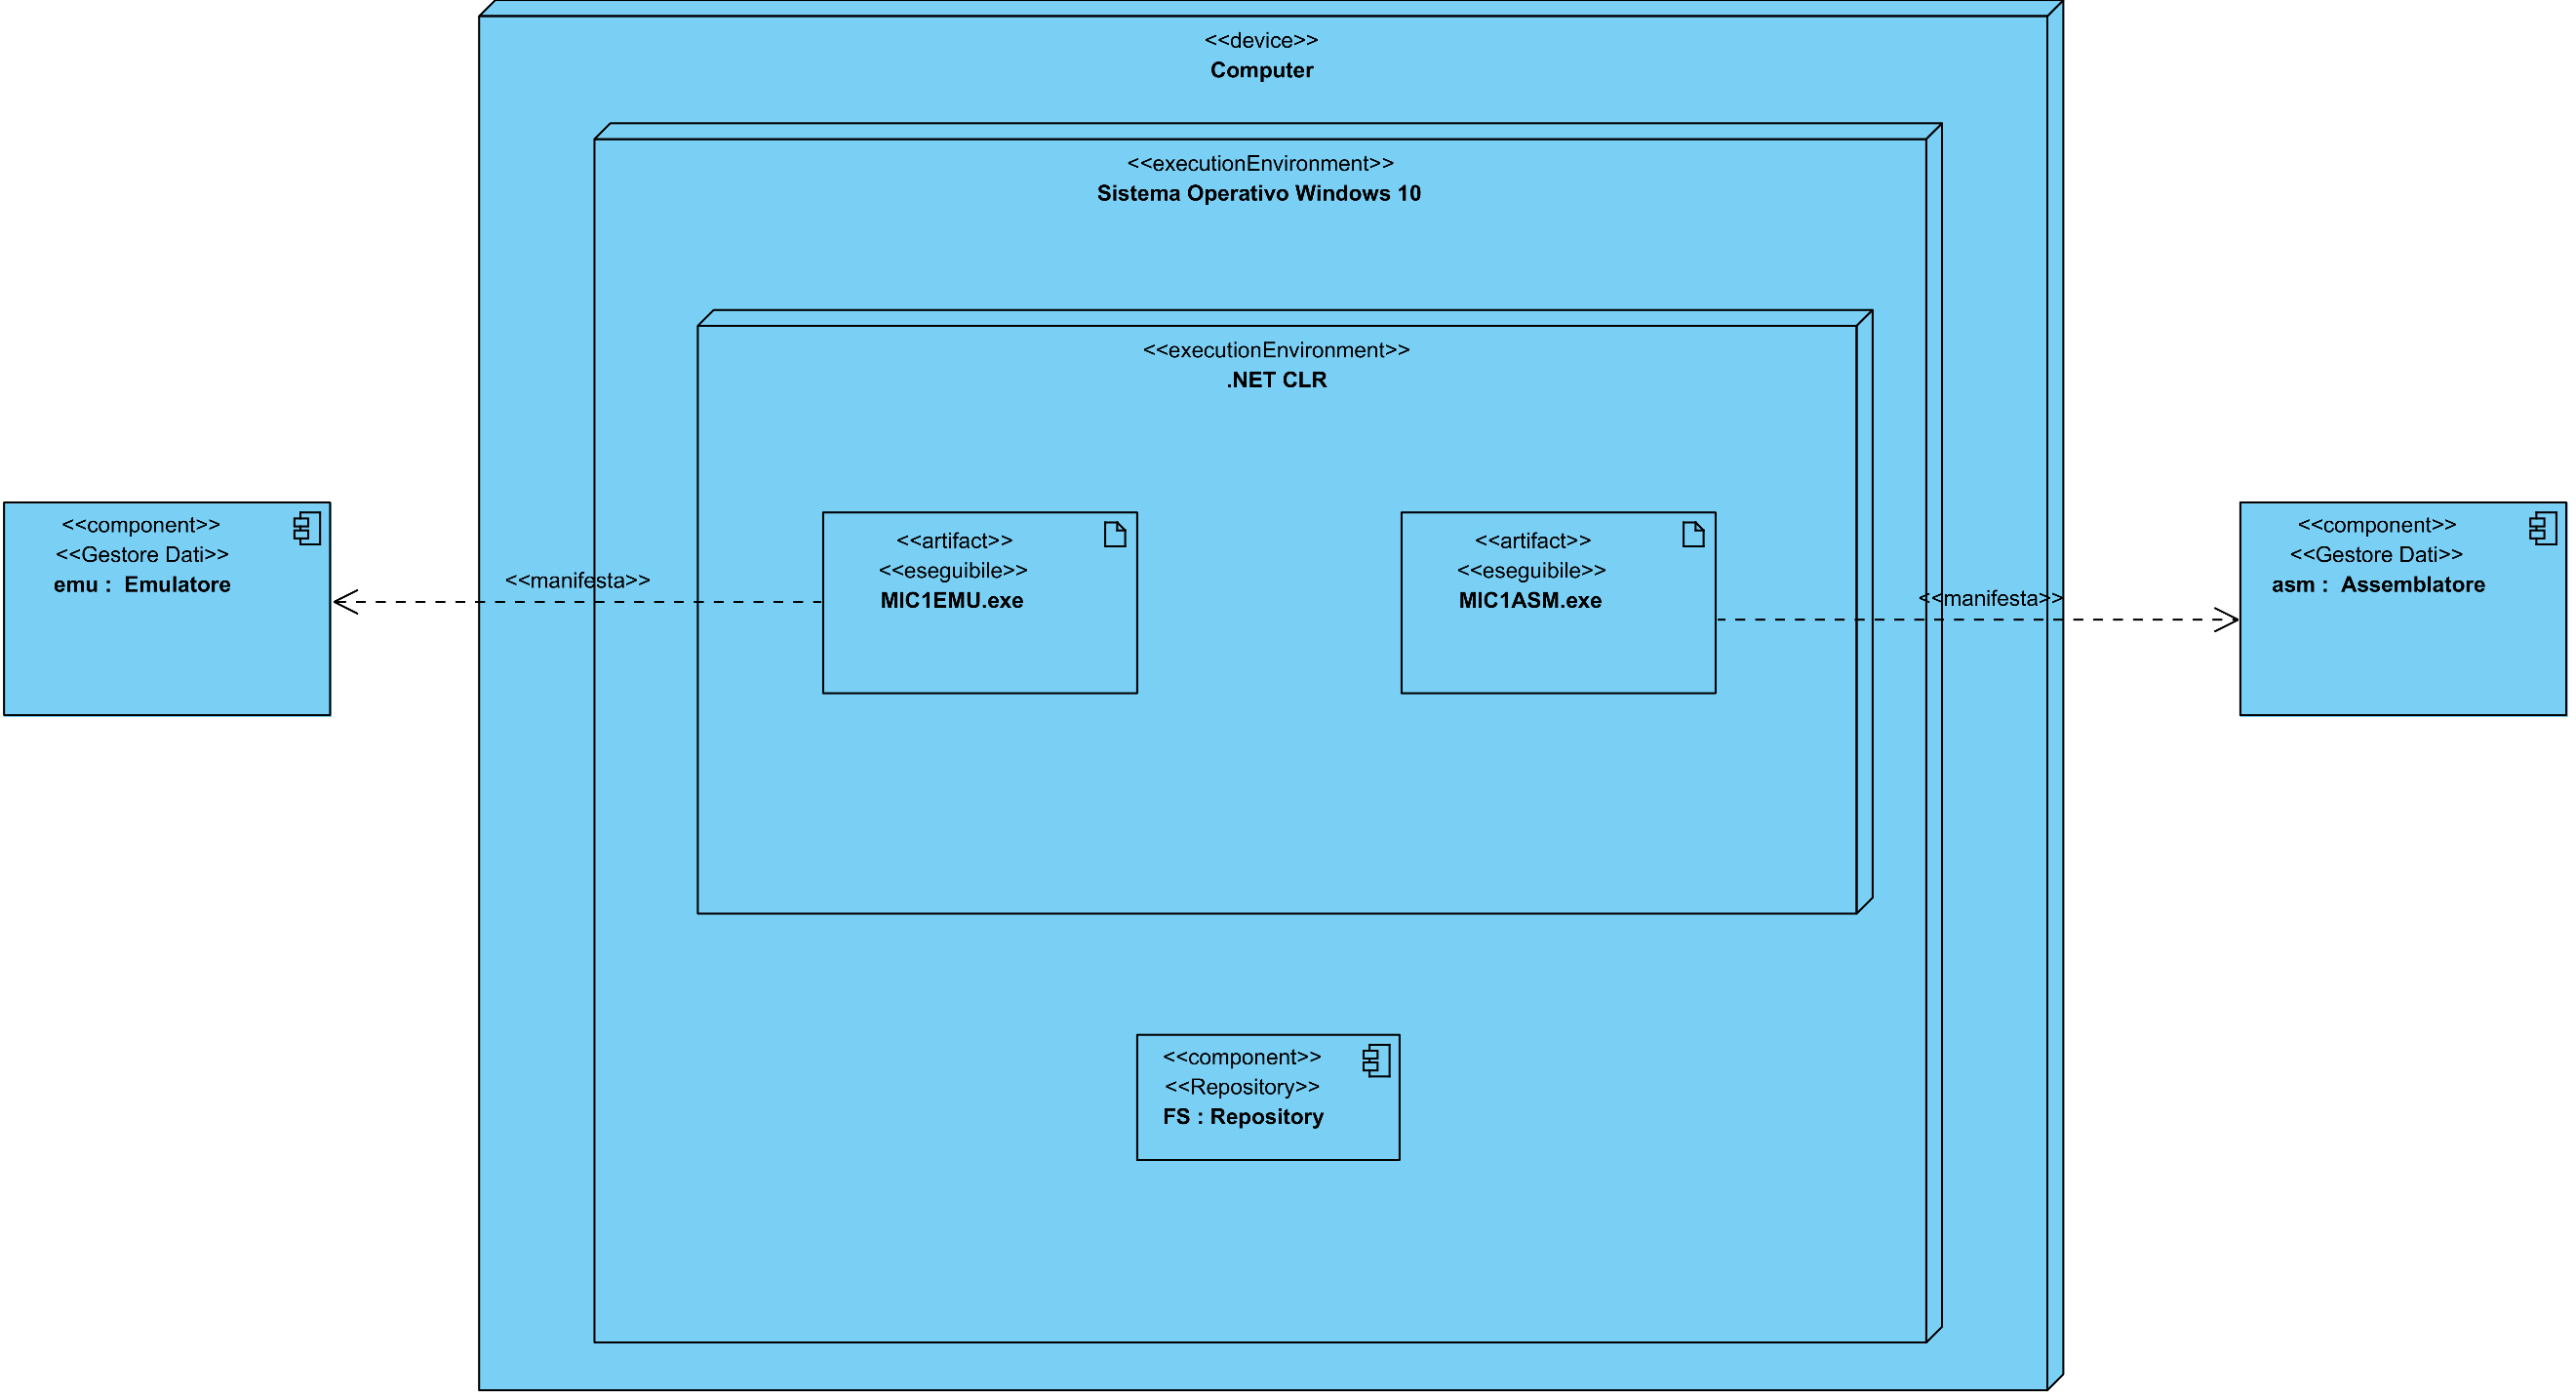 <<device>>
Computer
<<executionEnvironment>>
Sistema Operativo Windows 10
<<executionEnvironment>>
.NET CLR
<<component>>
<<Gestore Dati>>
emu :  Emulatore
<<manifesta>>
<<artifact>>
<<eseguibile>>
MIC1EMU.exe
<<artifact>>
<<eseguibile>>
MIC1ASM.exe
<<manifesta>>
<<component>>
<<Gestore Dati>>
asm :  Assemblatore
<<component>>
<<Repository>>
FS : Repository